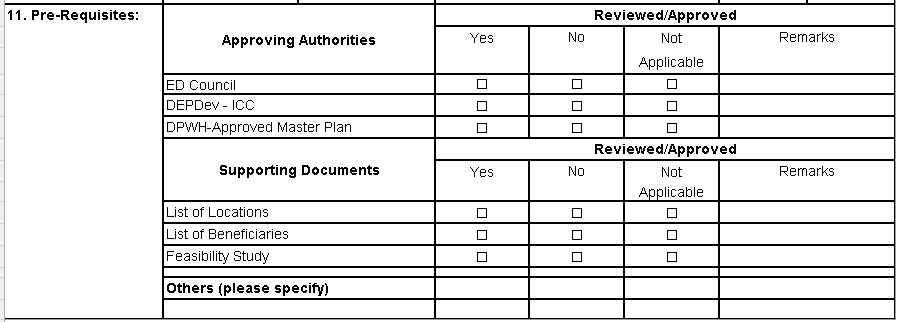 11. Pre-Requisites:
Approving Authorities
Reviewed/Approved
Yes No Not Applicable Remarks
ED Council ☐ ☐ ☐
DEPDev - ICC ☐ ☐ ☐
DPWH-Approved Master Plan ☐ ☐ ☐
Supporting Documents
Reviewed/Approved
Yes No Not Applicable Remarks
List of Locations ☐ ☐ ☐
List of Beneficiaries ☐ ☐ ☐
Feasibility Study ☐ ☐ ☐
Others (please specify)